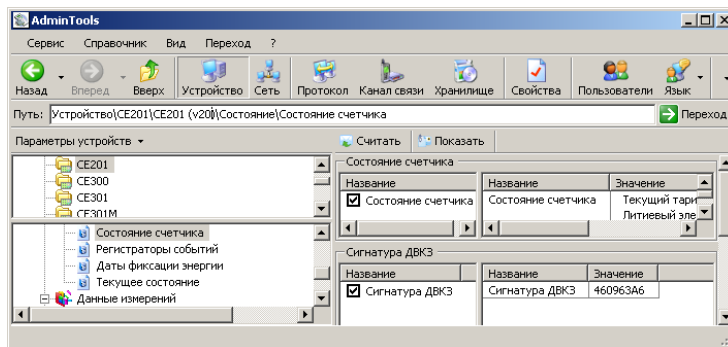 AdminTools
Сервис Справочник Вид Переход ?
Назад Вперед Вверх Устройство Сеть Протокол Канал связи Хранилище Свойства Пользователи Язык
Путь: Устройство\CE201\CE201 (v20)\Состояние\Состояние счетчика Переход
Параметры устройств Считать Показать
CE201
CE300
CE301
CE301M
Состояние счетчика
Регистраторы событий
Даты фиксации энергии
Текущее состояние
Данные измерений
Состояние счетчика
Название Название Значение
Состояние счетчика Состояние счетчика Текущий тари
Литиевый эле
Сигнатура ДВКЗ
Название Название Значение
Сигнатура ДВКЗ Сигнатура ДВКЗ 460963A6